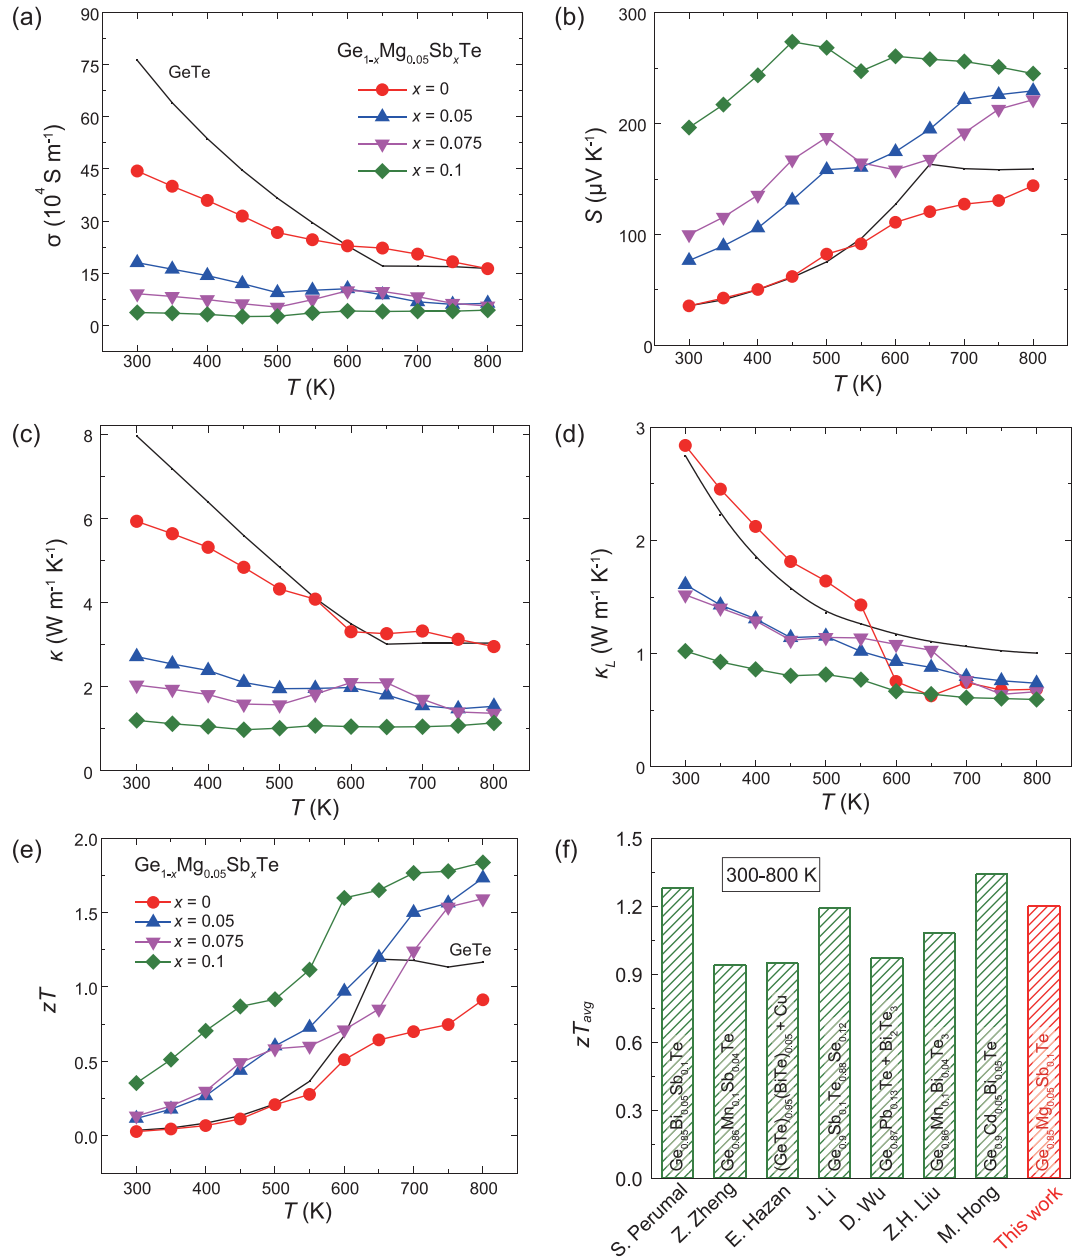 (a)
90
75
60
45
30
15
0
σ (10⁴ S m⁻¹)
GeTe
Ge₁₋ₓMg₀.₀₅SbₓTe
x = 0
x = 0.05
x = 0.075
x = 0.1
300 400 500 600 700 800
T (K)
(b)
300
200
100
0
S (μV K⁻¹)
300 400 500 600 700 800
T (K)
(c)
8
6
4
2
0
κ (W m⁻¹ K⁻¹)
300 400 500 600 700 800
T (K)
(d)
3
2
1
0
κL (W m⁻¹ K⁻¹)
300 400 500 600 700 800
T (K)
(e)
2.0
1.5
1.0
0.5
0.0
zT
Ge₁₋ₓMg₀.₀₅SbₓTe
x = 0
x = 0.05
x = 0.075
x = 0.1
GeTe
300 400 500 600 700 800
T (K)
(f)
1.5
1.2
0.9
0.6
0.3
0.0
zTavg
300-800 K
Ge₀.₈₅Bi₀.₀₅Sb₀.₁Te
Ge₀.₈₆Mn₀.₁Sb₀.₀₄Te
(GeTe)₀.₉₅(BiTe)₀.₀₅ + Cu
Ge₀.₉Sb₀.₁Te₀.₈₈Se₀.₁₂
Ge₀.₈₇Pb₀.₁₃Te + Bi₂Te₃
Ge₀.₈₆Mn₀.₁Bi₀.₀₄Te₃
Ge₀.₉Cd₀.₀₅Bi₀.₀₅Te
Ge₀.₈₅Mg₀.₀₅Sb₀.₁Te
S. Perumal
Z. Zheng
E. Hazan
J. Li
D. Wu
Z.H. Liu
M. Hong
This work